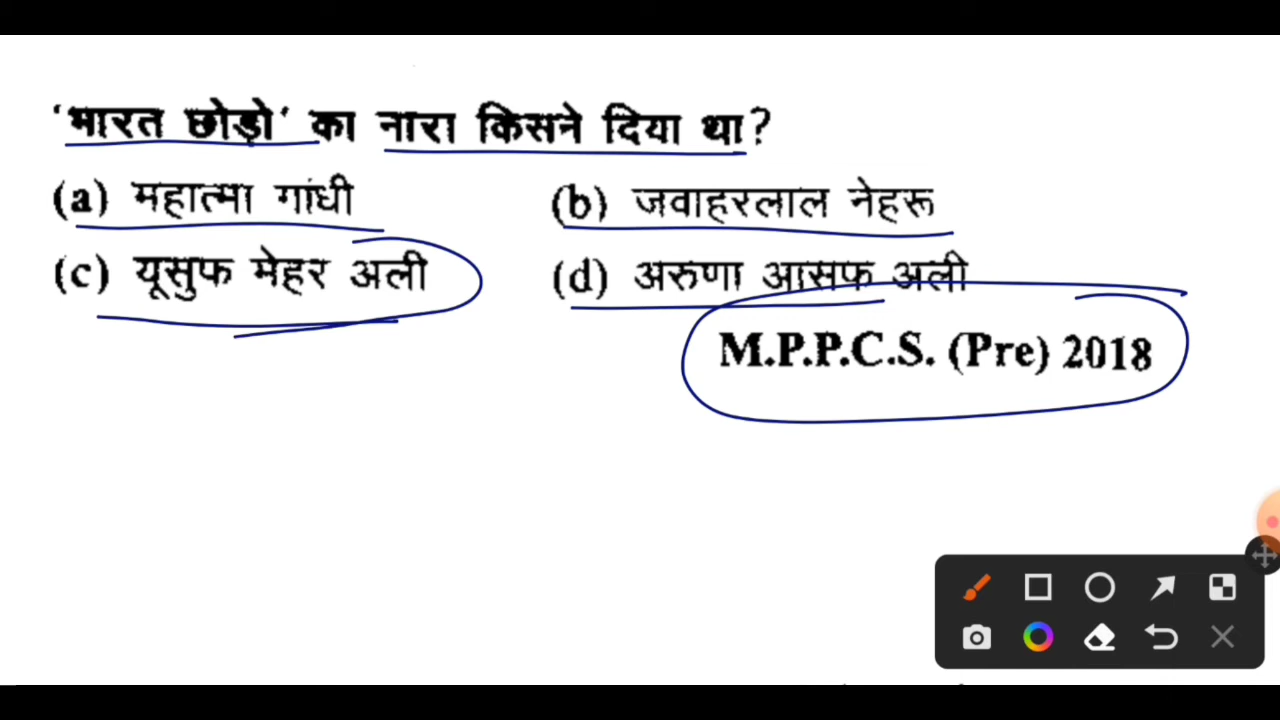 ‘भारत छोड़ो’ का नारा किसने दिया था?
(a) महात्मा गांधी (b) जवाहरलाल नेहरू
(c) यूसुफ मेहर अली (d) अरुणा आसफ अली
M.P.P.C.S. (Pre) 2018